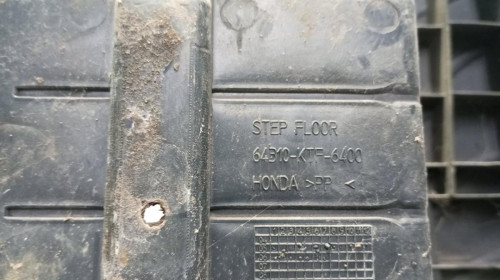 STEP FLOOR
64310-KTF-6400
HONDA >PP<